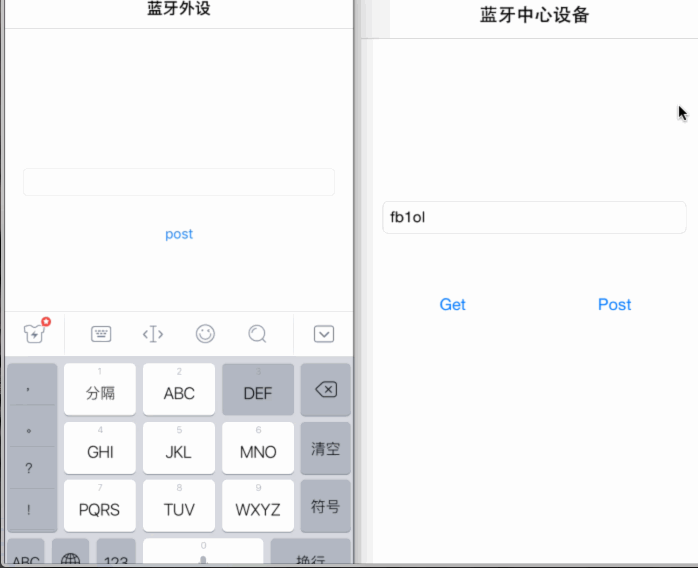 蓝牙外设
post
1
分隔
2
ABC
3
DEF
,
。
?
!
4
GHI
5
JKL
6
MNO
清空
7
PQRS
8
TUV
9
WXYZ
符号
ABC
123
0
换行
蓝牙中心设备
fb1ol
Get
Post